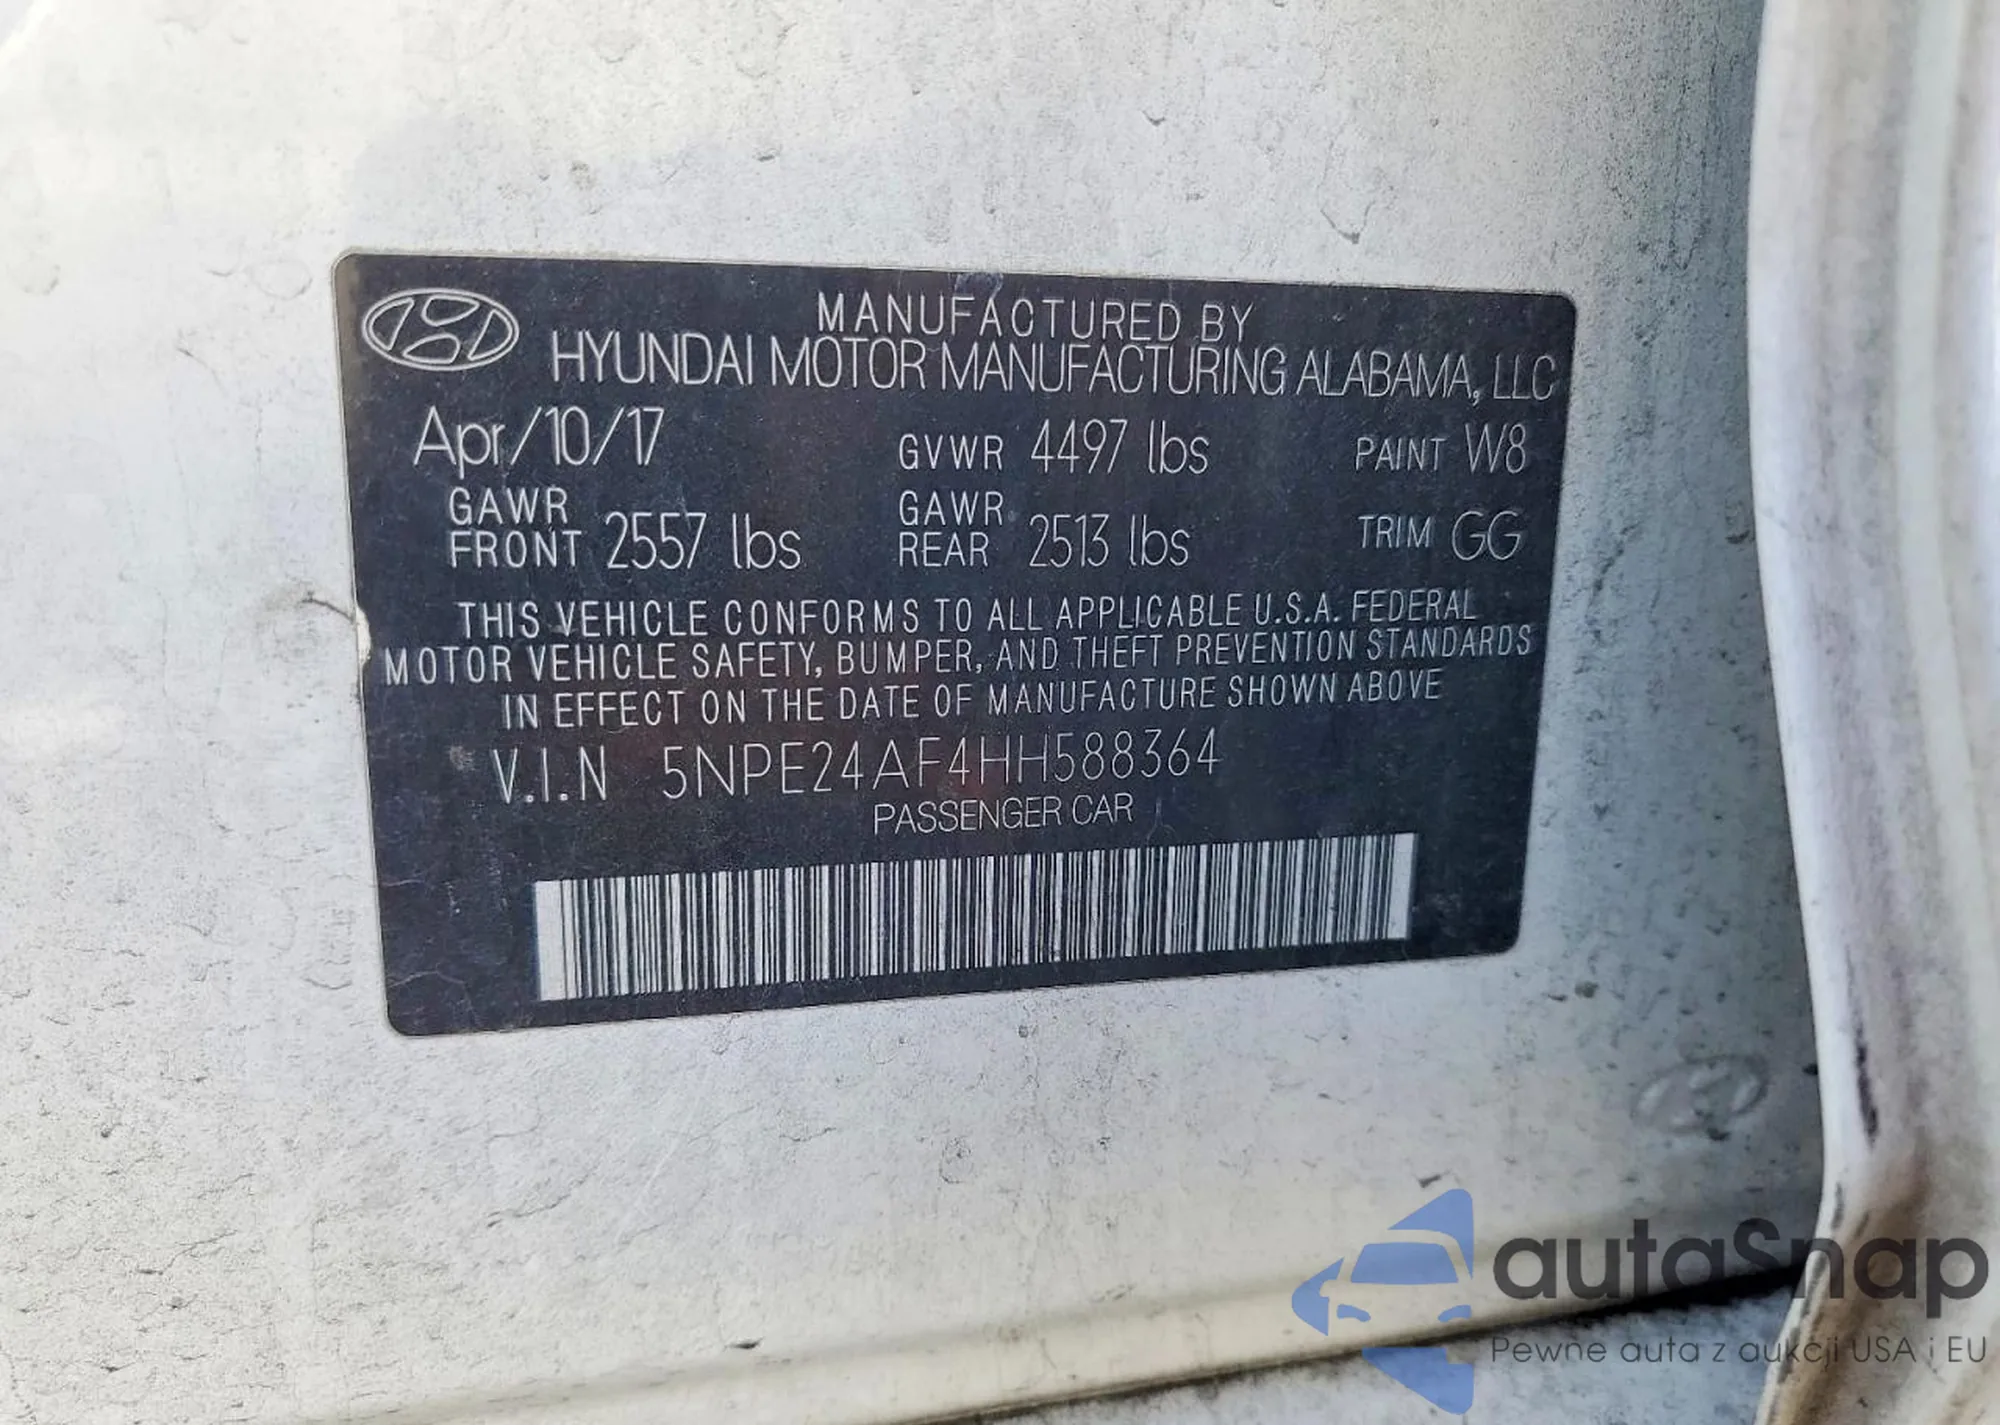 MANUFACTURED BY
HYUNDAI MOTOR MANUFACTURING ALABAMA, LLC
Apr/10/17 GVWR 4497 lbs PAINT W8
GAWR FRONT 2557 lbs GAWR REAR 2513 lbs TRIM GG
THIS VEHICLE CONFORMS TO ALL APPLICABLE U.S.A. FEDERAL
MOTOR VEHICLE SAFETY, BUMPER, AND THEFT PREVENTION STANDARDS
IN EFFECT ON THE DATE OF MANUFACTURE SHOWN ABOVE
V.I.N 5NPE24AF4HH588364
PASSENGER CAR
autaSnap
Pewne auta z aukcji USA i EU